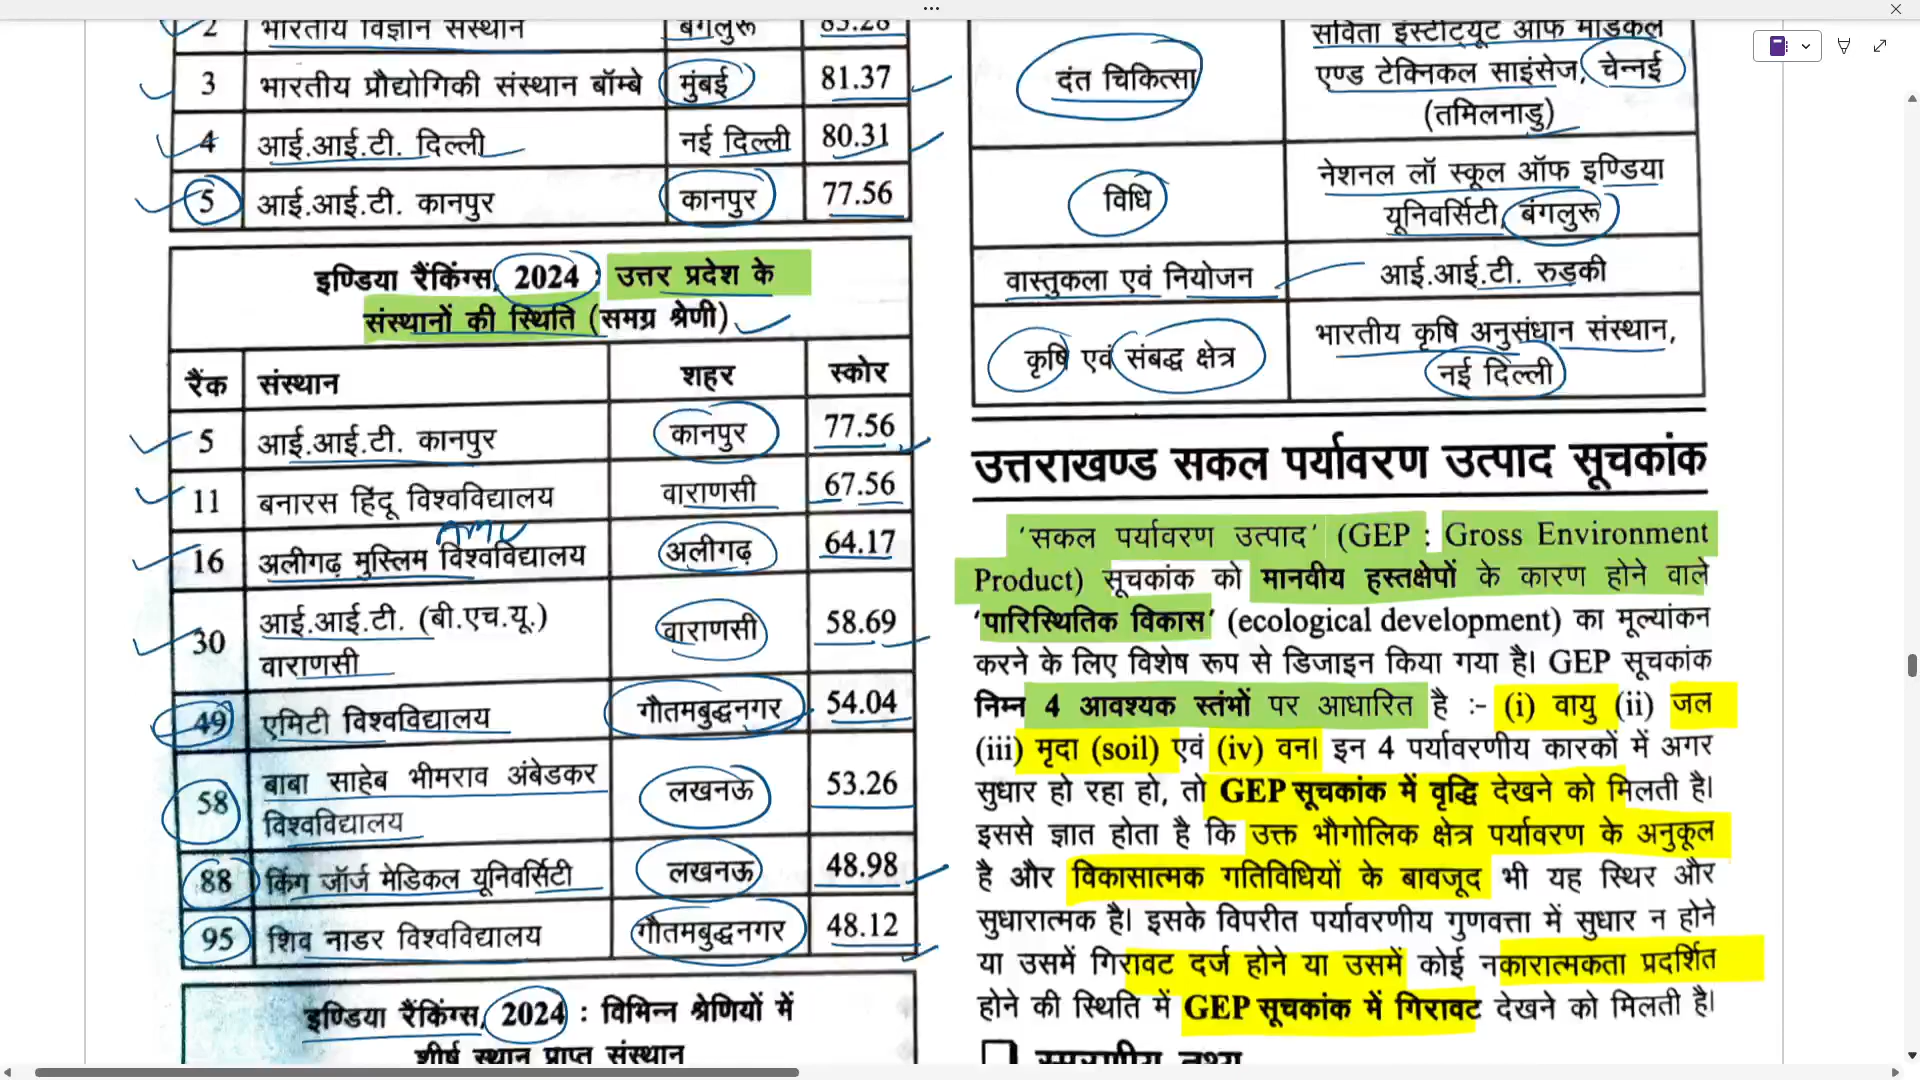 2 भारतीय विज्ञान संस्थान बंगलुरू 83.28
3 भारतीय प्रौद्योगिकी संस्थान बॉम्बे मुंबई 81.37
4 आई.आई.टी. दिल्ली नई दिल्ली 80.31
5 आई.आई.टी. कानपुर कानपुर 77.56
इण्डिया रैंकिंग्स, 2024 : उत्तर प्रदेश के
संस्थानों की स्थिति (समग्र श्रेणी)
रैंक संस्थान शहर स्कोर
5 आई.आई.टी. कानपुर कानपुर 77.56
11 बनारस हिंदू विश्वविद्यालय वाराणसी 67.56
AMU
16 अलीगढ़ मुस्लिम विश्वविद्यालय अलीगढ़ 64.17
30 आई.आई.टी. (बी.एच.यू.)
वाराणसी वाराणसी 58.69
49 एमिटी विश्वविद्यालय गौतमबुद्धनगर 54.04
58 बाबा साहेब भीमराव अंबेडकर
विश्वविद्यालय लखनऊ 53.26
88 किंग जॉर्ज मेडिकल यूनिवर्सिटी लखनऊ 48.98
95 शिव नाडर विश्वविद्यालय गौतमबुद्धनगर 48.12
इण्डिया रैंकिंग्स, 2024 : विभिन्न श्रेणियों में
शीर्ष स्थान प्राप्त संस्थान
दंत चिकित्सा सविता इंस्टीट्यूट ऑफ मेडिकल
एण्ड टेक्निकल साइंसेज, चेन्नई
(तमिलनाडु)
विधि नेशनल लॉ स्कूल ऑफ इण्डिया
यूनिवर्सिटी, बंगलुरू
वास्तुकला एवं नियोजन आई.आई.टी. रुड़की
कृषि एवं संबद्ध क्षेत्र भारतीय कृषि अनुसंधान संस्थान,
नई दिल्ली
उत्तराखण्ड सकल पर्यावरण उत्पाद सूचकांक
'सकल पर्यावरण उत्पाद' (GEP : Gross Environment
Product) सूचकांक को मानवीय हस्तक्षेपों के कारण होने वाले
'पारिस्थितिक विकास' (ecological development) का मूल्यांकन
करने के लिए विशेष रूप से डिजाइन किया गया है। GEP सूचकांक
निम्न 4 आवश्यक स्तंभों पर आधारित है :- (i) वायु (ii) जल
(iii) मृदा (soil) एवं (iv) वन। इन 4 पर्यावरणीय कारकों में अगर
सुधार हो रहा हो, तो GEP सूचकांक में वृद्धि देखने को मिलती है।
इससे ज्ञात होता है कि उक्त भौगोलिक क्षेत्र पर्यावरण के अनुकूल
है और विकासात्मक गतिविधियों के बावजूद भी यह स्थिर और
सुधारात्मक है। इसके विपरीत पर्यावरणीय गुणवत्ता में सुधार न होने
या उसमें गिरावट दर्ज होने या उसमें कोई नकारात्मकता प्रदर्शित
होने की स्थिति में GEP सूचकांक में गिरावट देखने को मिलती है।
स्मरणीय तथ्य